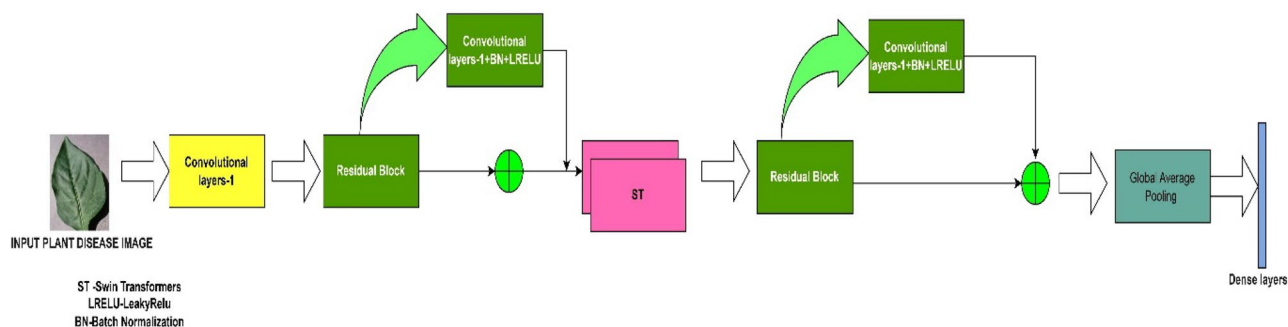 Convolutional
layers-1+BN+LRELU
Convolutional
layers-1+BN+LRELU
INPUT PLANT DISEASE IMAGE
Convolutional
layers-1
Residual Block
ST
Residual Block
Global Average
Pooling
Dense layers
ST -Swin Transformers
LRELU-LeakyRelu
BN-Batch Normalization